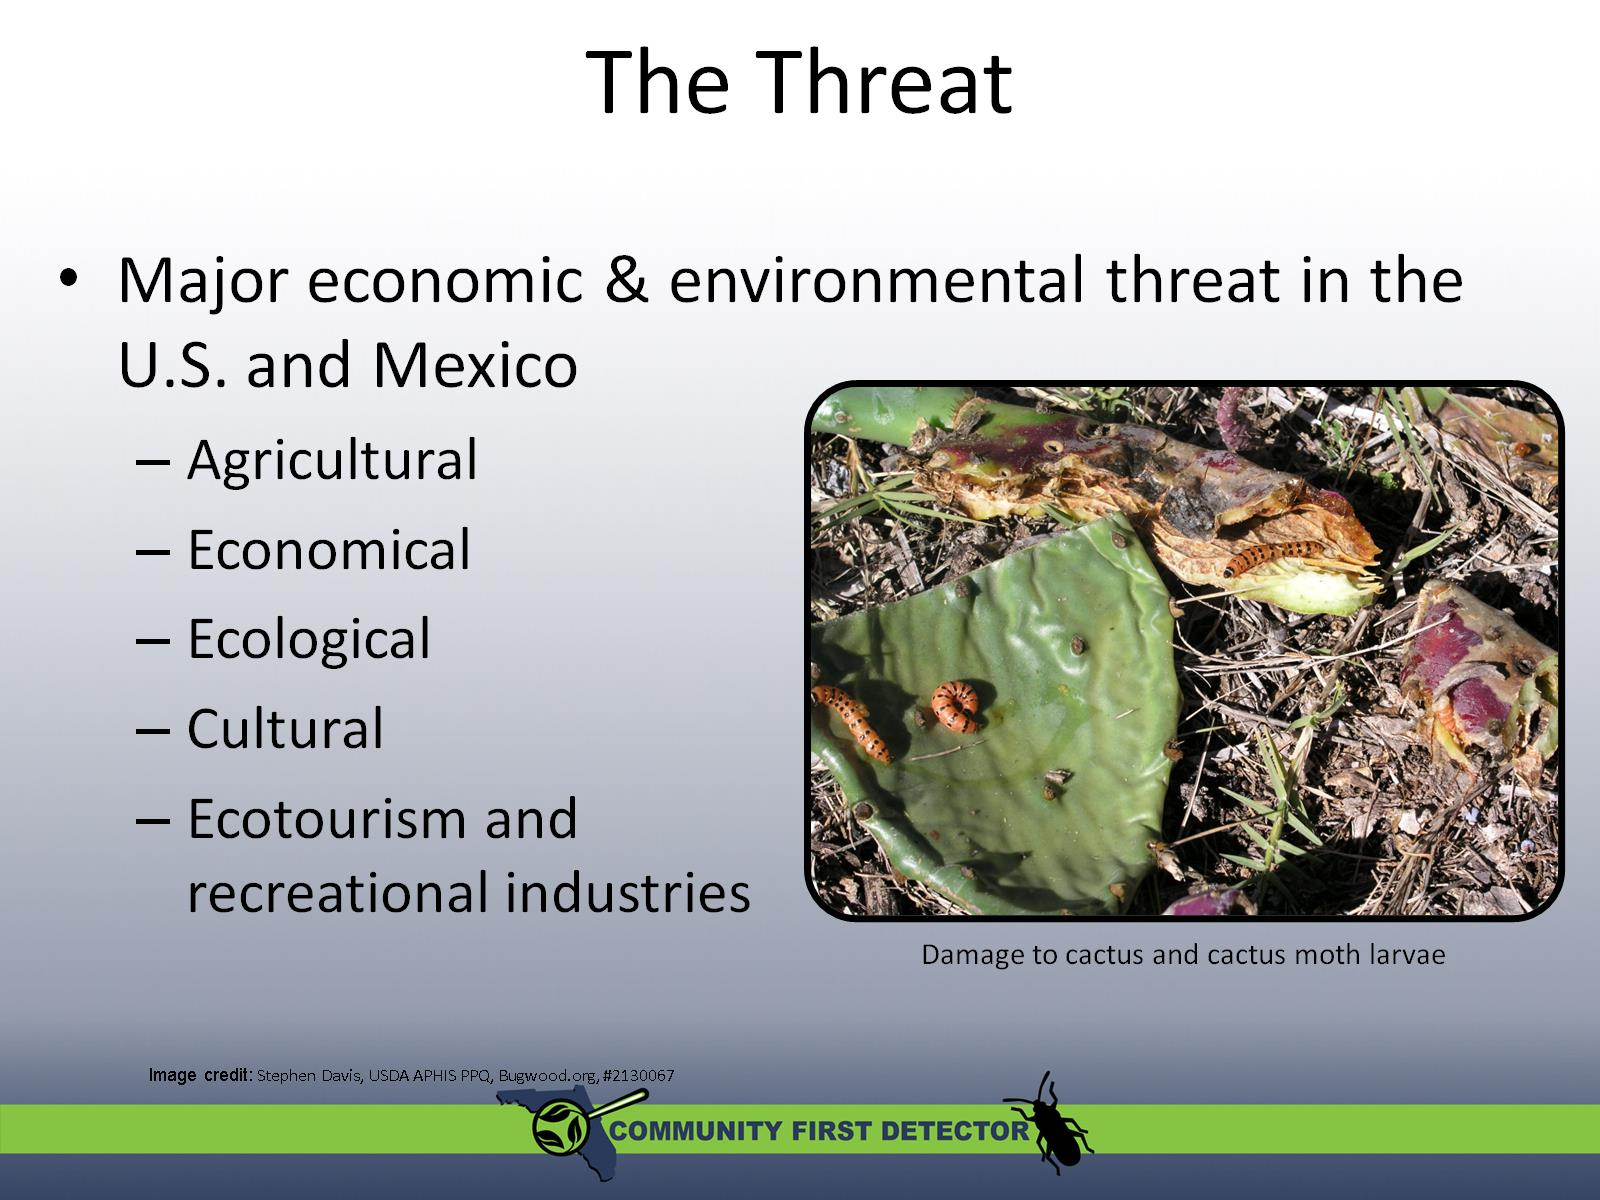 The Threat
• Major economic & environmental threat in the
U.S. and Mexico
– Agricultural
– Economical
– Ecological
– Cultural
– Ecotourism and
recreational industries
Damage to cactus and cactus moth larvae
Image credit: Stephen Davis, USDA APHIS PPQ, Bugwood.org, #2130067
COMMUNITY FIRST DETECTOR